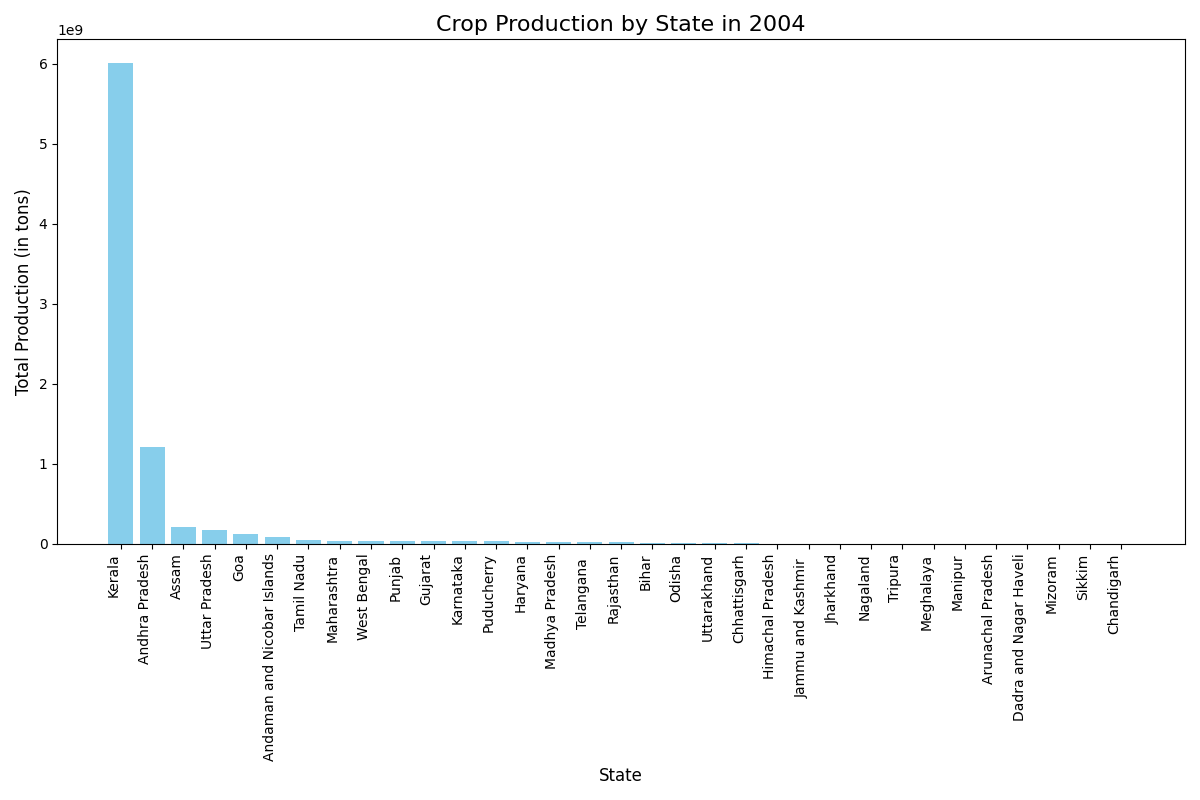 Crop Production by State in 2004
1e9
6
5
4
3
2
1
0
Total Production (in tons)
Kerala
Andhra Pradesh
Assam
Uttar Pradesh
Goa
Andaman and Nicobar Islands
Tamil Nadu
Maharashtra
West Bengal
Punjab
Gujarat
Karnataka
Puducherry
Haryana
Madhya Pradesh
Telangana
Rajasthan
Bihar
Odisha
Uttarakhand
Chhattisgarh
Himachal Pradesh
Jammu and Kashmir
Jharkhand
Nagaland
Tripura
Meghalaya
Manipur
Arunachal Pradesh
Dadra and Nagar Haveli
Mizoram
Sikkim
Chandigarh
State